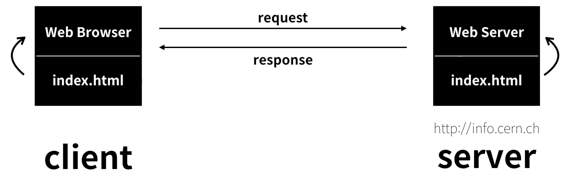 request
Web Browser
Web Server
response
index.html
index.html
http://info.cern.ch
client
server